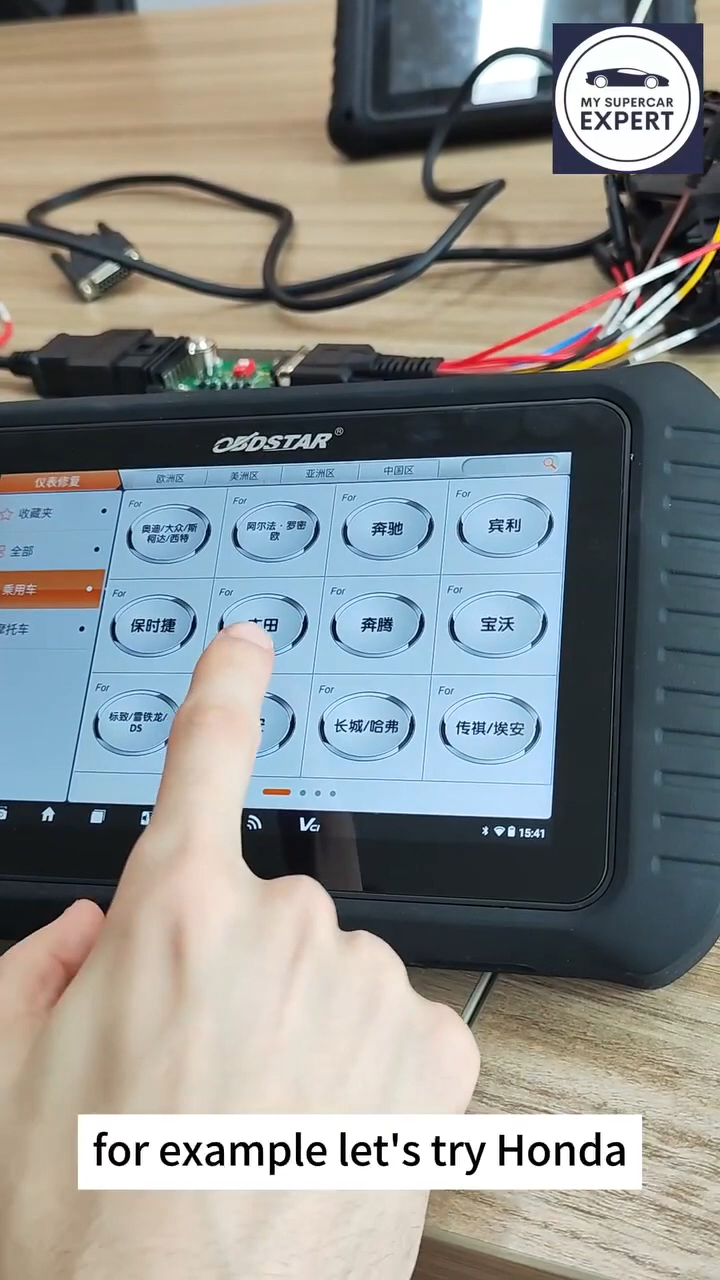 MY SUPERCAR
EXPERT
OBDSTAR®
仪表修复
欧洲区
美洲区
亚洲区
中国区
收藏夹
全部
乘用车
摩托车
For
奥迪/大众/斯
柯达/西特
For
阿尔法·罗密
欧
For
奔驰
For
宾利
For
保时捷
For
田
For
奔腾
For
宝沃
For
标致/雪铁龙/
DS
For
长城/哈弗
For
传祺/埃安
VCI
15:41
for example let's try Honda